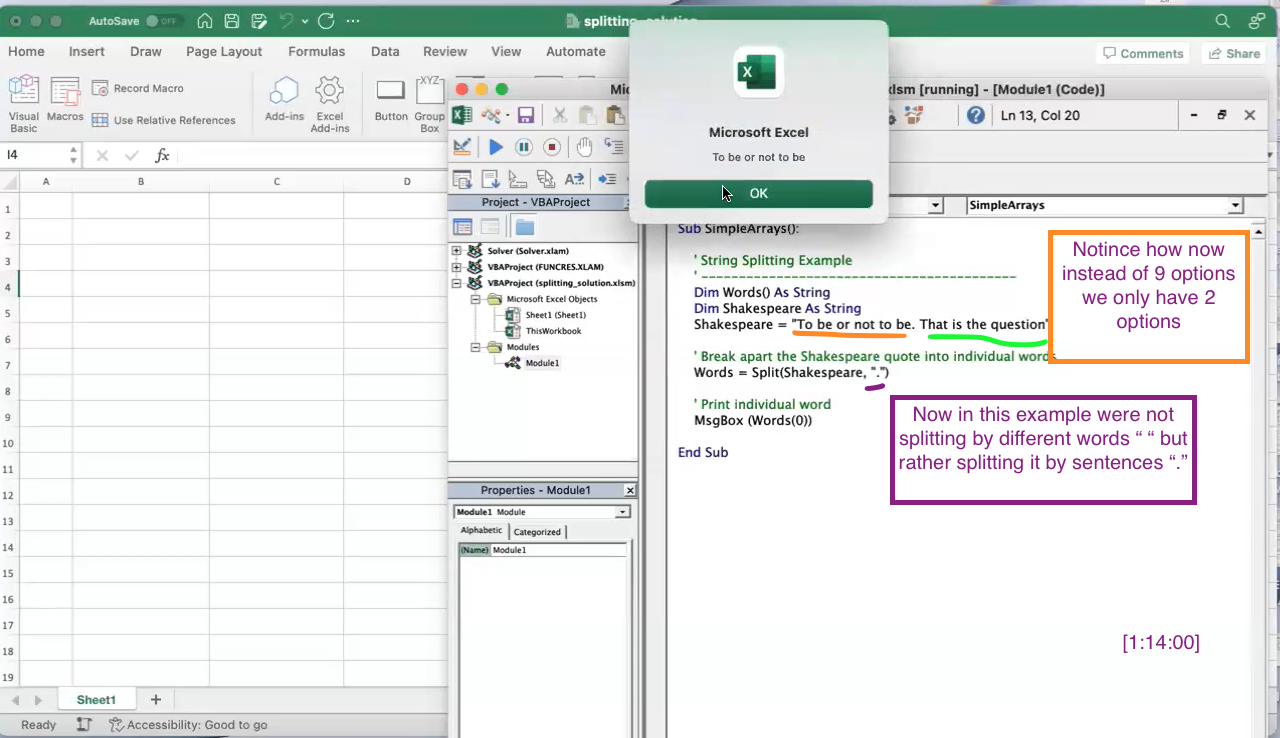 AutoSave OFF
splitting_solution
Home Insert Draw Page Layout Formulas Data Review View Automate
Comments Share
Visual Basic
Macros
Record Macro
Use Relative References
Add-ins
Excel Add-ins
Button
Group Box
XYZ
I4
fx
A B C D
1
2
3
4
5
6
7
8
9
10
11
12
13
14
15
16
17
18
19
Sheet1 +
Ready
Accessibility: Good to go
Mi
xlsm [running] - [Module1 (Code)]
Ln 13, Col 20
Microsoft Excel
To be or not to be
OK
Project - VBAProject
Solver (Solver.xlam)
VBAProject (FUNCRES.XLAM)
VBAProject (splitting_solution.xlsm)
Microsoft Excel Objects
Sheet1 (Sheet1)
ThisWorkbook
Modules
Module1
Properties - Module1
Module1 Module
Alphabetic Categorized
(Name) Module1
SimpleArrays
Sub SimpleArrays():
' String Splitting Example
' ------------------------------------------
Dim Words() As String
Dim Shakespeare As String
Shakespeare = "To be or not to be. That is the question"
' Break apart the Shakespeare quote into individual words
Words = Split(Shakespeare, ".")
' Print individual word
MsgBox (Words(0))
End Sub
Notince how now
instead of 9 options
we only have 2
options
Now in this example were not
splitting by different words “ “ but
rather splitting it by sentences “.”
[1:14:00]